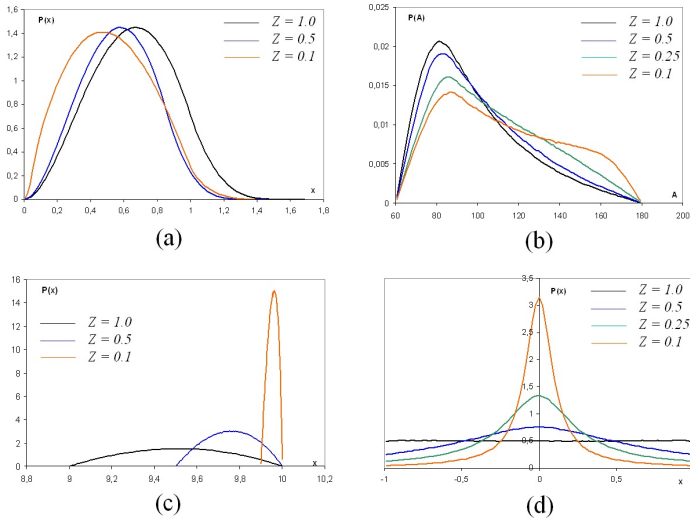 P(x)
1,6
1,4
1,2
1
0,8
0,6
0,4
0,2
0
0 0,2 0,4 0,6 0,8 1 1,2 1,4 1,6 1,8
x
Z = 1.0
Z = 0.5
Z = 0.1
(a)
P(A)
0,025
0,02
0,015
0,01
0,005
0
60 80 100 120 140 160 180 200
A
Z = 1.0
Z = 0.5
Z = 0.25
Z = 0.1
(b)
P(x)
16
14
12
10
8
6
4
2
0
8,8 9 9,2 9,4 9,6 9,8 10 10,2
x
Z = 1.0
Z = 0.5
Z = 0.1
(c)
P(x)
3,5
3
2,5
2
1,5
1
0,5
0
-1 -0,5 0 0,5
x
Z = 1.0
Z = 0.5
Z = 0.25
Z = 0.1
(d)